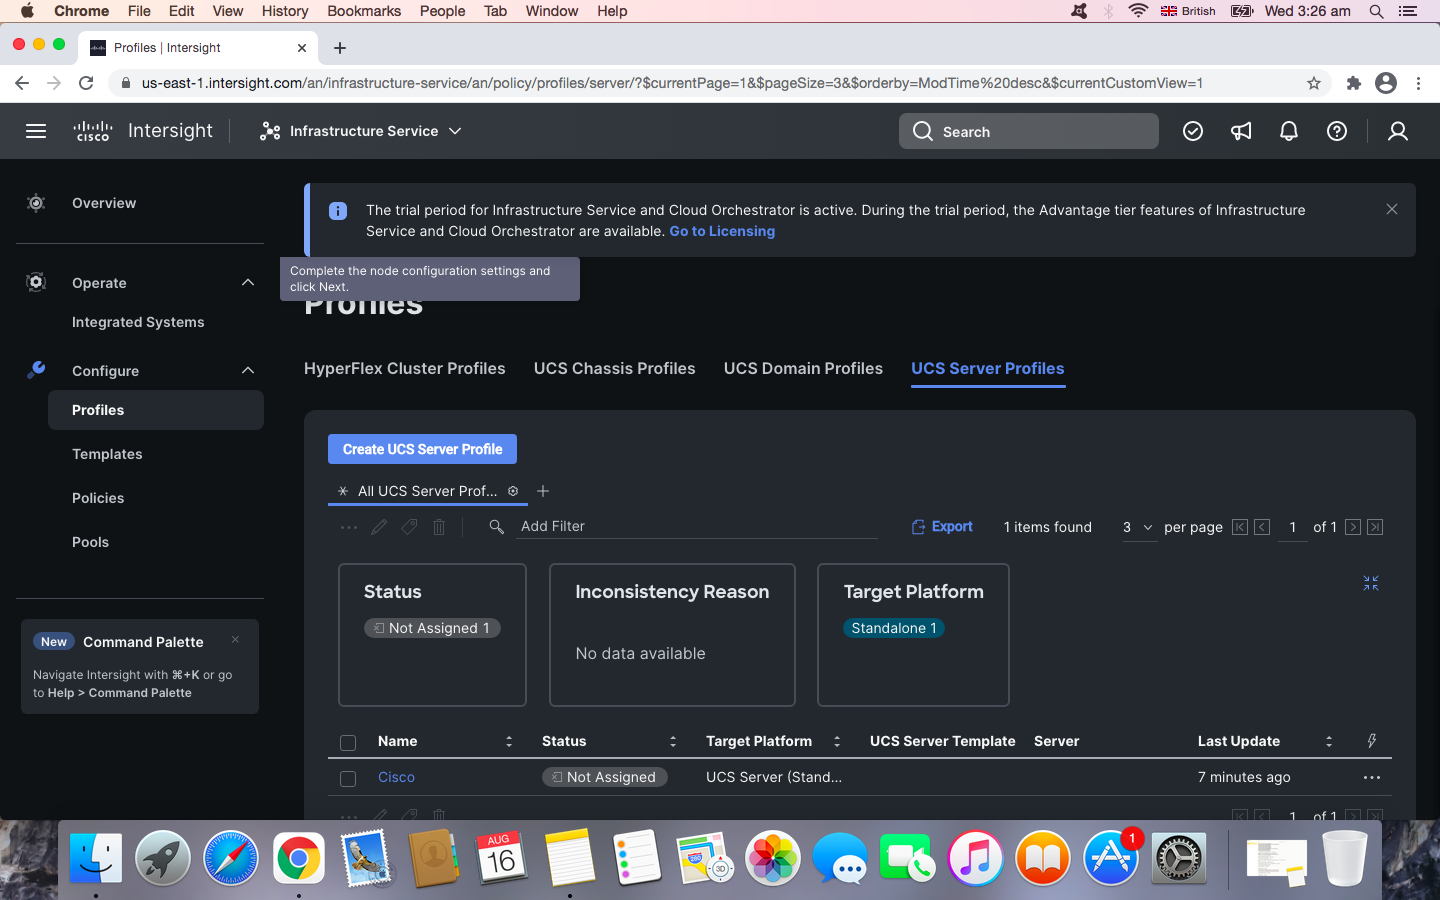 Chrome File Edit View History Bookmarks People Tab Window Help British Wed 3:26 am
Profiles | Intersight
us-east-1.intersight.com/an/infrastructure-service/an/policy/profiles/server/?$currentPage=1&$pageSize=3&$orderby=ModTime%20desc&$currentCustomView=1
CISCO Intersight Infrastructure Service Search
Overview
Operate
Integrated Systems
Configure
Profiles
Templates
Policies
Pools
New Command Palette
Navigate Intersight with ⌘+K or go
to Help > Command Palette
The trial period for Infrastructure Service and Cloud Orchestrator is active. During the trial period, the Advantage tier features of Infrastructure
Service and Cloud Orchestrator are available. Go to Licensing
Complete the node configuration settings and
click Next.
Profiles
HyperFlex Cluster Profiles UCS Chassis Profiles UCS Domain Profiles UCS Server Profiles
Create UCS Server Profile
All UCS Server Prof...
Add Filter Export 1 items found 3 per page 1 of 1
Status
Not Assigned 1
Inconsistency Reason
No data available
Target Platform
Standalone 1
Name Status Target Platform UCS Server Template Server Last Update
Cisco Not Assigned UCS Server (Stand... 7 minutes ago
1 of 1
AUG
16
280
3D
1